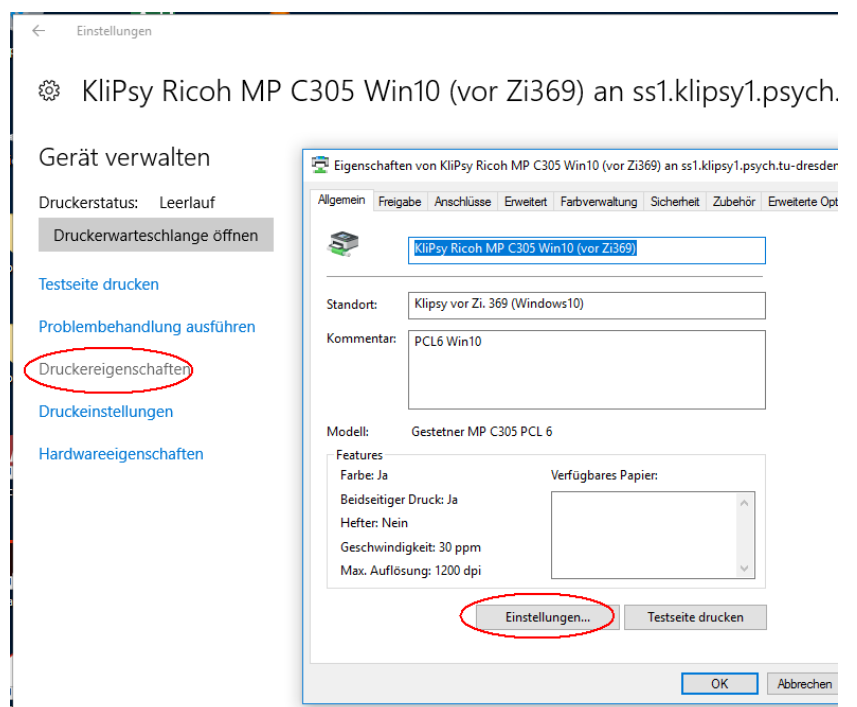 Einstellungen
KliPsy Ricoh MP C305 Win10 (vor Zi369) an ss1.klipsy1.psych.
Gerät verwalten
Druckerstatus: Leerlauf
Druckerwarteschlange öffnen
Testseite drucken
Problembehandlung ausführen
Druckereigenschaften
Druckeinstellungen
Hardwareeigenschaften
Eigenschaften von KliPsy Ricoh MP C305 Win10 (vor Zi369) an ss1.klipsy1.psych.tu-dresden
Allgemein Freigabe Anschlüsse Erweitert Farbverwaltung Sicherheit Zubehör Erweiterte Opt
KliPsy Ricoh MP C305 Win10 (vor Zi369)
Standort: Klipsy vor Zi. 369 (Windows10)
Kommentar: PCL6 Win10
Modell: Gestetner MP C305 PCL 6
Features
Farbe: Ja Verfügbares Papier:
Beidseitiger Druck: Ja
Hefter: Nein
Geschwindigkeit: 30 ppm
Max. Auflösung: 1200 dpi
Einstellungen... Testseite drucken
OK Abbrechen